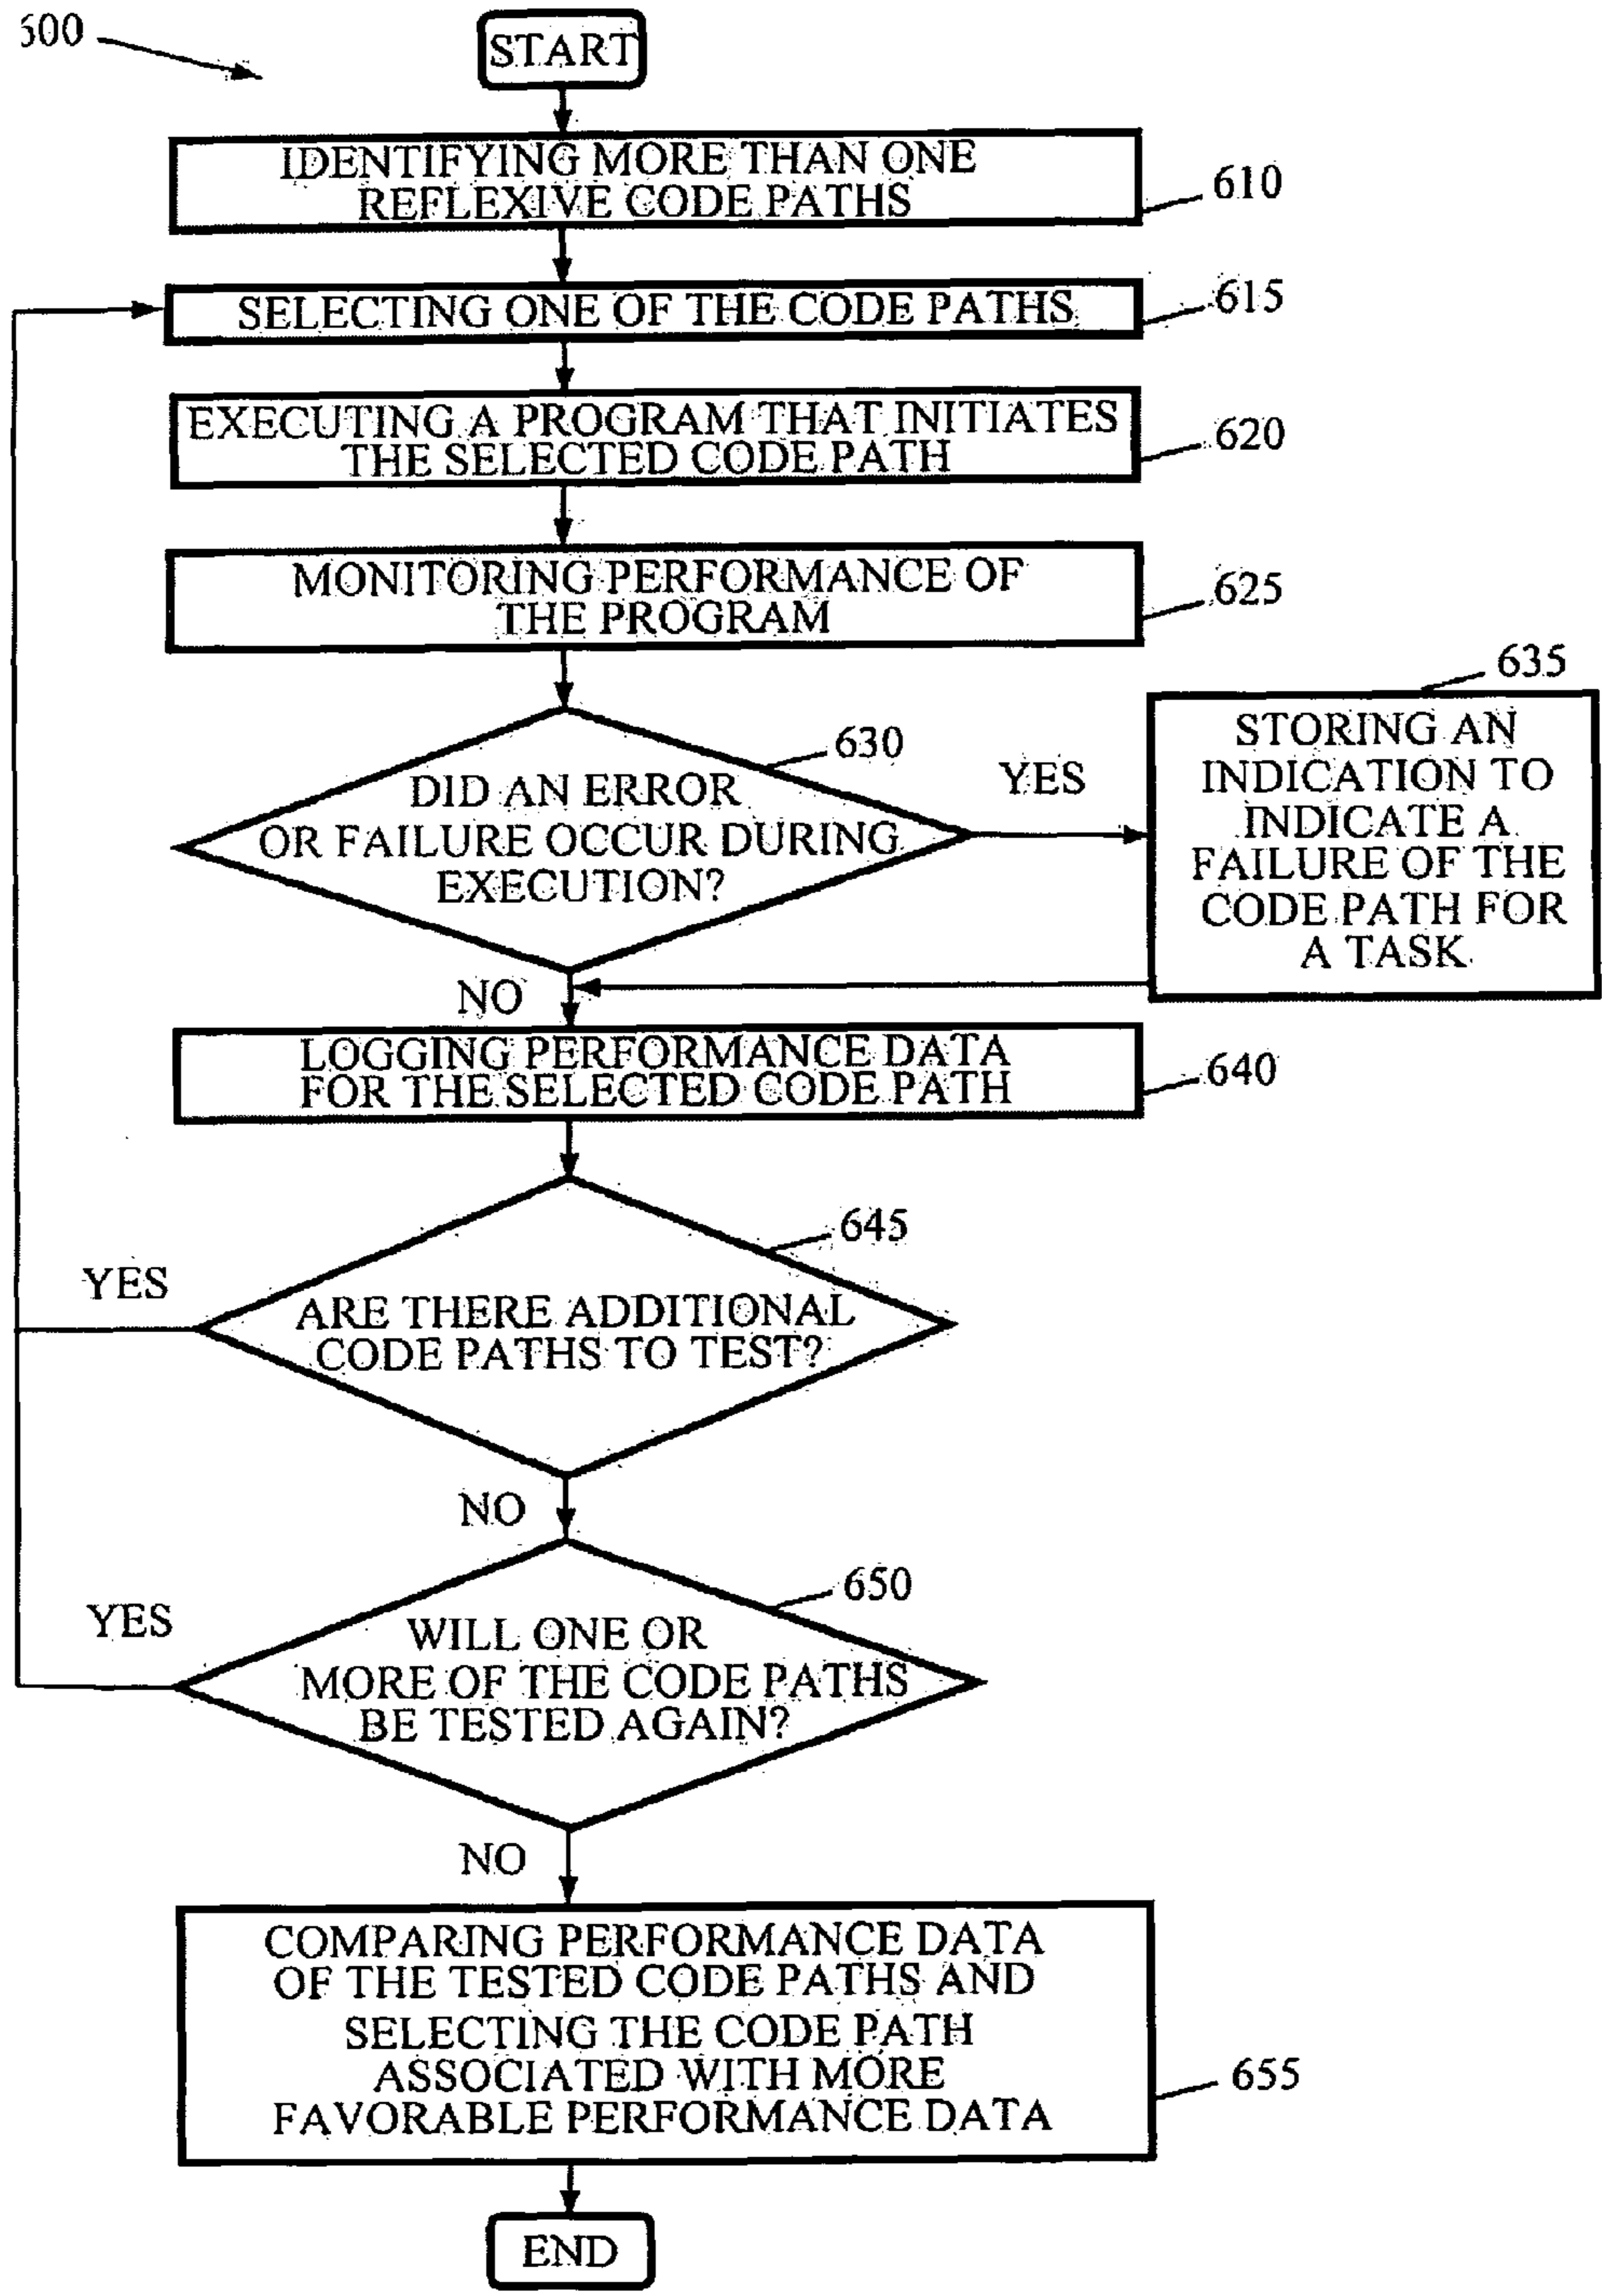 600
START
IDENTIFYING MORE THAN ONE
REFLEXIVE CODE PATHS
610
SELECTING ONE OF THE CODE PATHS
615
EXECUTING A PROGRAM THAT INITIATES
THE SELECTED CODE PATH
620
MONITORING PERFORMANCE OF
THE PROGRAM
625
630
DID AN ERROR
OR FAILURE OCCUR DURING
EXECUTION?
YES
635
STORING AN
INDICATION TO
INDICATE A
FAILURE OF THE
CODE PATH FOR
A TASK
NO
LOGGING PERFORMANCE DATA
FOR THE SELECTED CODE PATH
640
645
YES
ARE THERE ADDITIONAL
CODE PATHS TO TEST?
NO
650
YES
WILL ONE OR
MORE OF THE CODE PATHS
BE TESTED AGAIN?
NO
COMPARING PERFORMANCE DATA
OF THE TESTED CODE PATHS AND
SELECTING THE CODE PATH
ASSOCIATED WITH MORE
FAVORABLE PERFORMANCE DATA
655
END